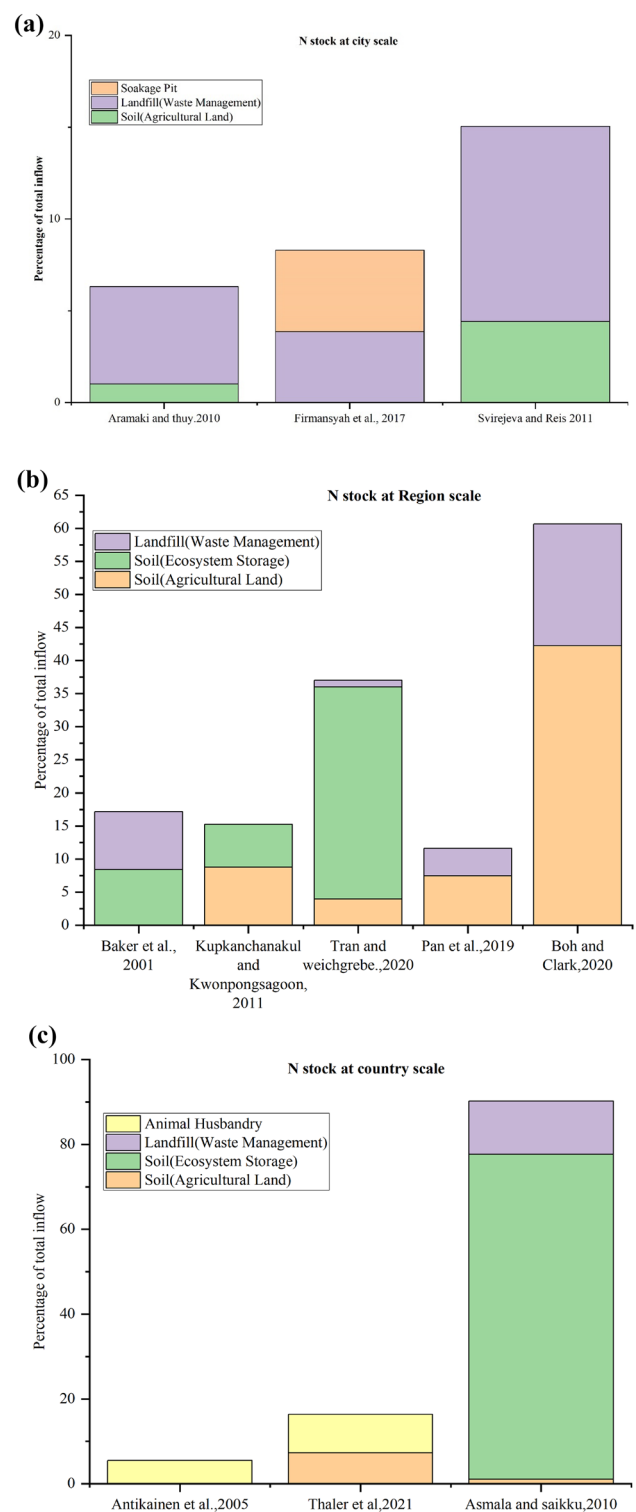 (a)
N stock at city scale
20
10
0
Percentage of total inflow
Soakage Pit
Landfill(Waste Management)
Soil(Agricultural Land)
Aramaki and thuy.2010
Firmansyah et al., 2017
Svirejeva and Reis 2011
(b)
N stock at Region scale
65
60
55
50
45
40
35
30
25
20
15
10
5
0
Percentage of total inflow
Landfill(Waste Management)
Soil(Ecosystem Storage)
Soil(Agricultural Land)
Baker et al.,
2001
Kupkanchanakul
and
Kwonpongsagoon,
2011
Tran and
weichgrebe.,2020
Pan et al.,2019
Boh and
Clark,2020
(c)
N stock at country scale
100
80
60
40
20
0
Percentage of total inflow
Animal Husbandry
Landfill(Waste Management)
Soil(Ecosystem Storage)
Soil(Agricultural Land)
Antikainen et al.,2005
Thaler et al,2021
Asmala and saikku,2010